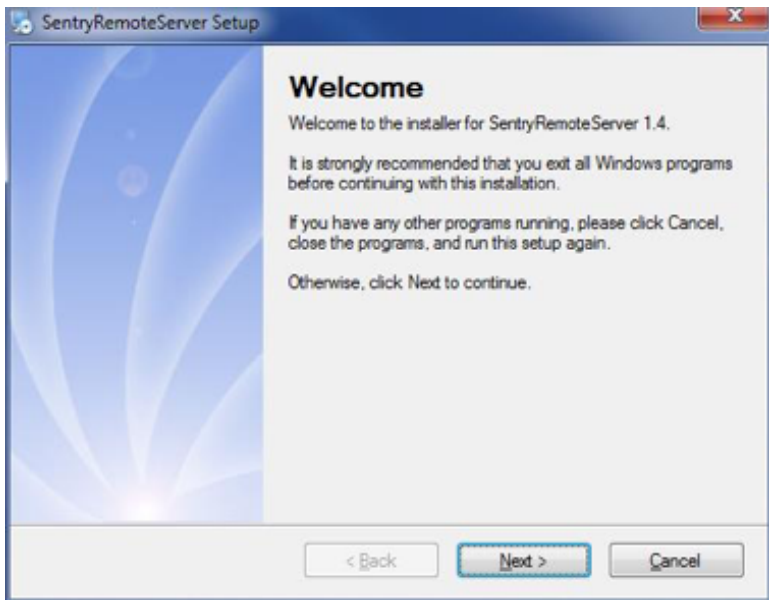 SentryRemoteServer Setup
Welcome
Welcome to the installer for SentryRemoteServer 1.4.
It is strongly recommended that you exit all Windows programs
before continuing with this installation.
If you have any other programs running, please click Cancel,
close the programs, and run this setup again.
Otherwise, click Next to continue.
< Back
Next >
Cancel